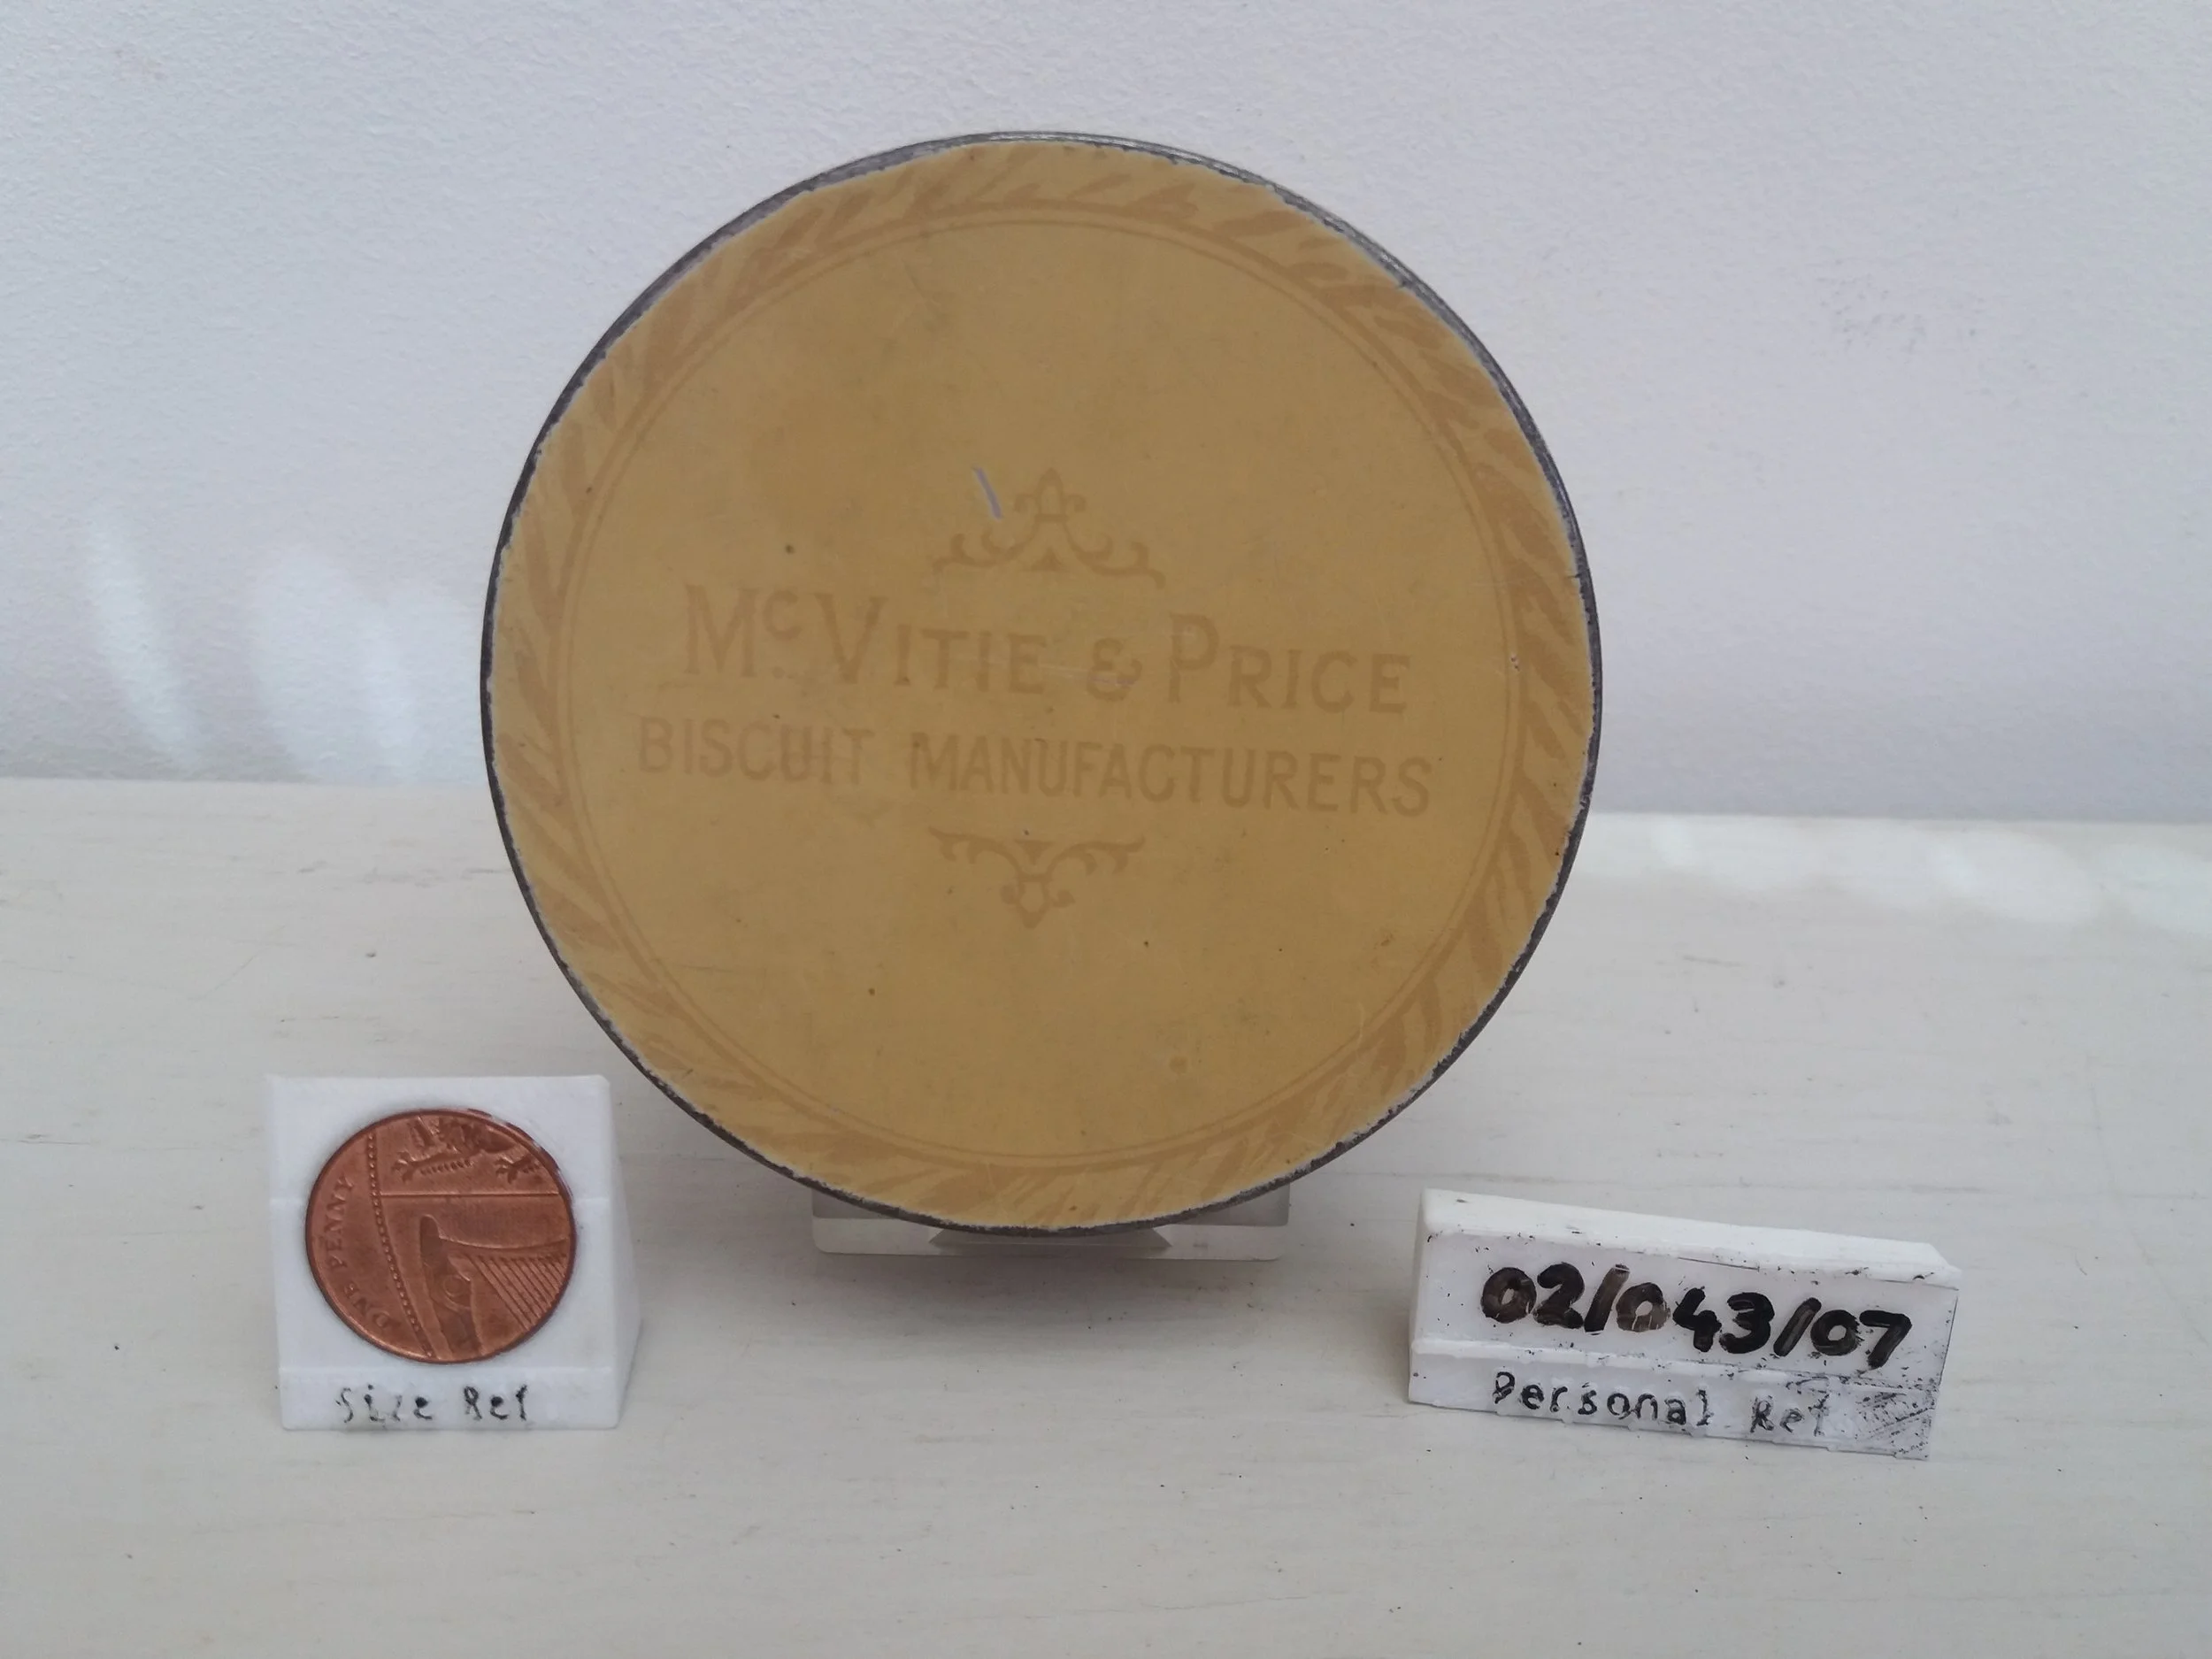 McVITIE & PRICE
BISCUIT MANUFACTURERS
ONE PENNY
Size Ref
02/043/07
Personal Ref